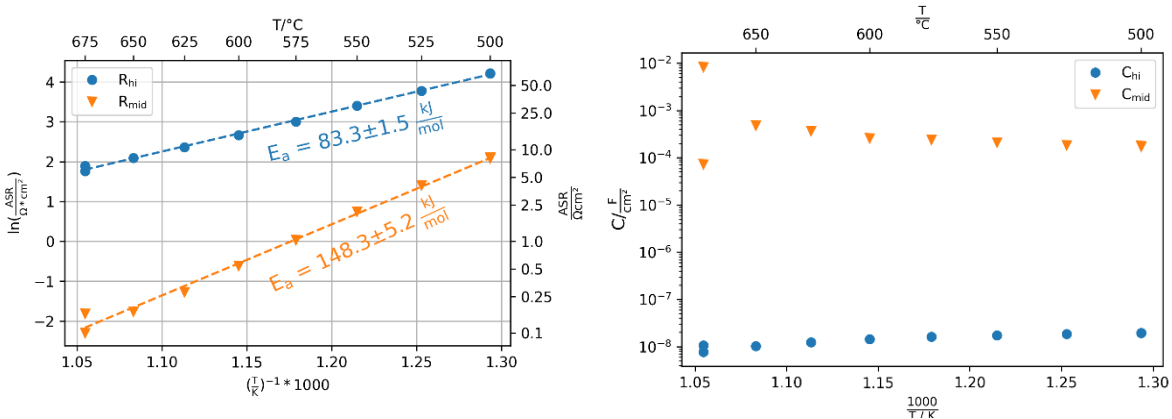 T/°C
675 650 625 600 575 550 525 500
4
3
2
1
0
−1
−2
ln(ASR/Ω*cm²)
R_hi
R_mid
E_a = 83.3±1.5 kJ/mol
E_a = 148.3±5.2 kJ/mol
50.0
25.0
10.0
5.0
2.5
1.0
0.5
0.25
0.1
ASR/Ωcm²
1.05 1.10 1.15 1.20 1.25 1.30
(T/K)⁻¹*1000
T/°C
650 600 550 500
10⁻²
10⁻³
10⁻⁴
10⁻⁵
10⁻⁶
10⁻⁷
10⁻⁸
C/F/cm²
C_hi
C_mid
1.05 1.10 1.15 1.20 1.25 1.30
1000/T / K